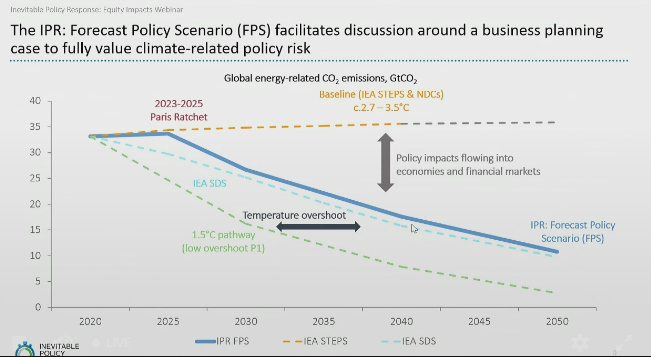 Inevitable Policy Response: Equity Impacts Webinar
The IPR: Forecast Policy Scenario (FPS) facilitates discussion around a business planning
case to fully value climate-related policy risk
Global energy-related CO₂ emissions, GtCO₂
Baseline (IEA STEPS & NDCs)
c.2.7 – 3.5°C
2023-2025
Paris Ratchet
40
35
30
25
20
15
10
5
0
Policy impacts flowing into
economies and financial markets
IEA SDS
Temperature overshoot
1.5°C pathway
(low overshoot P1)
IPR: Forecast Policy
Scenario (FPS)
2020 2025 2030 2035 2040 2045 2050
IPR FPS IEA STEPS IEA SDS
INEVITABLE
POLICY
LIVE